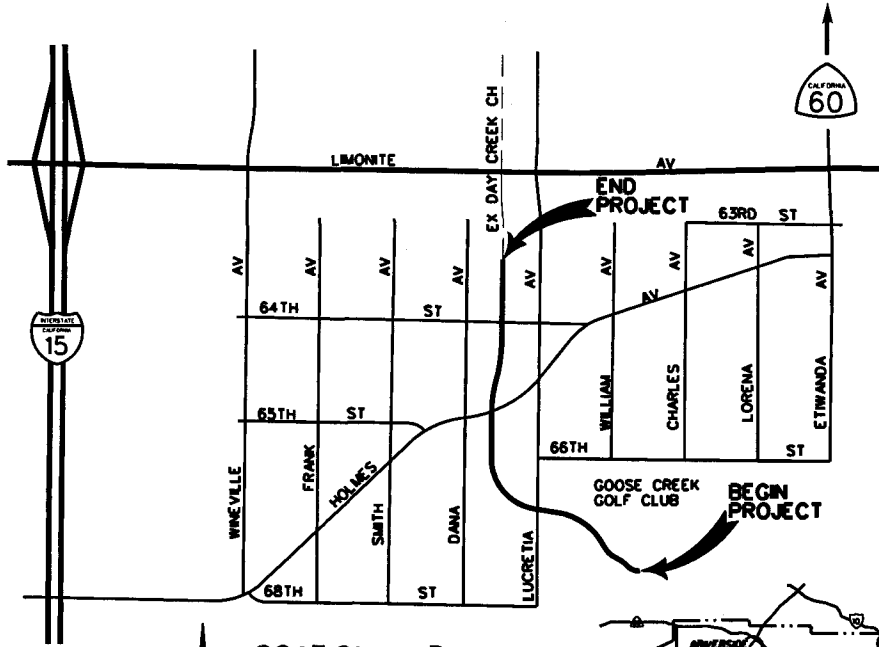 CALIFORNIA
60
LIMONITE AV
EX DAY CREEK CH
END
PROJECT
63RD ST
AV
AV
AV
AV
AV
AV
AV
AV
AV
AV
64TH ST
INTERSTATE
CALIFORNIA
15
WILLIAM
CHARLES
LORENA
ETIWANDA
65TH ST
66TH ST
WINEVILLE
FRANK
HOLMES
SMITH
DANA
LUCRETIA
GOOSE CREEK
GOLF CLUB
BEGIN
PROJECT
68TH ST